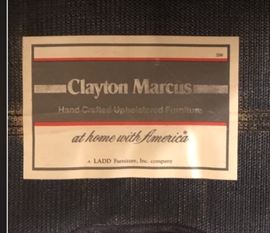 Clayton Marcus
Hand Crafted Upholstered Furniture
at home with America
A LADD Furniture, Inc. company